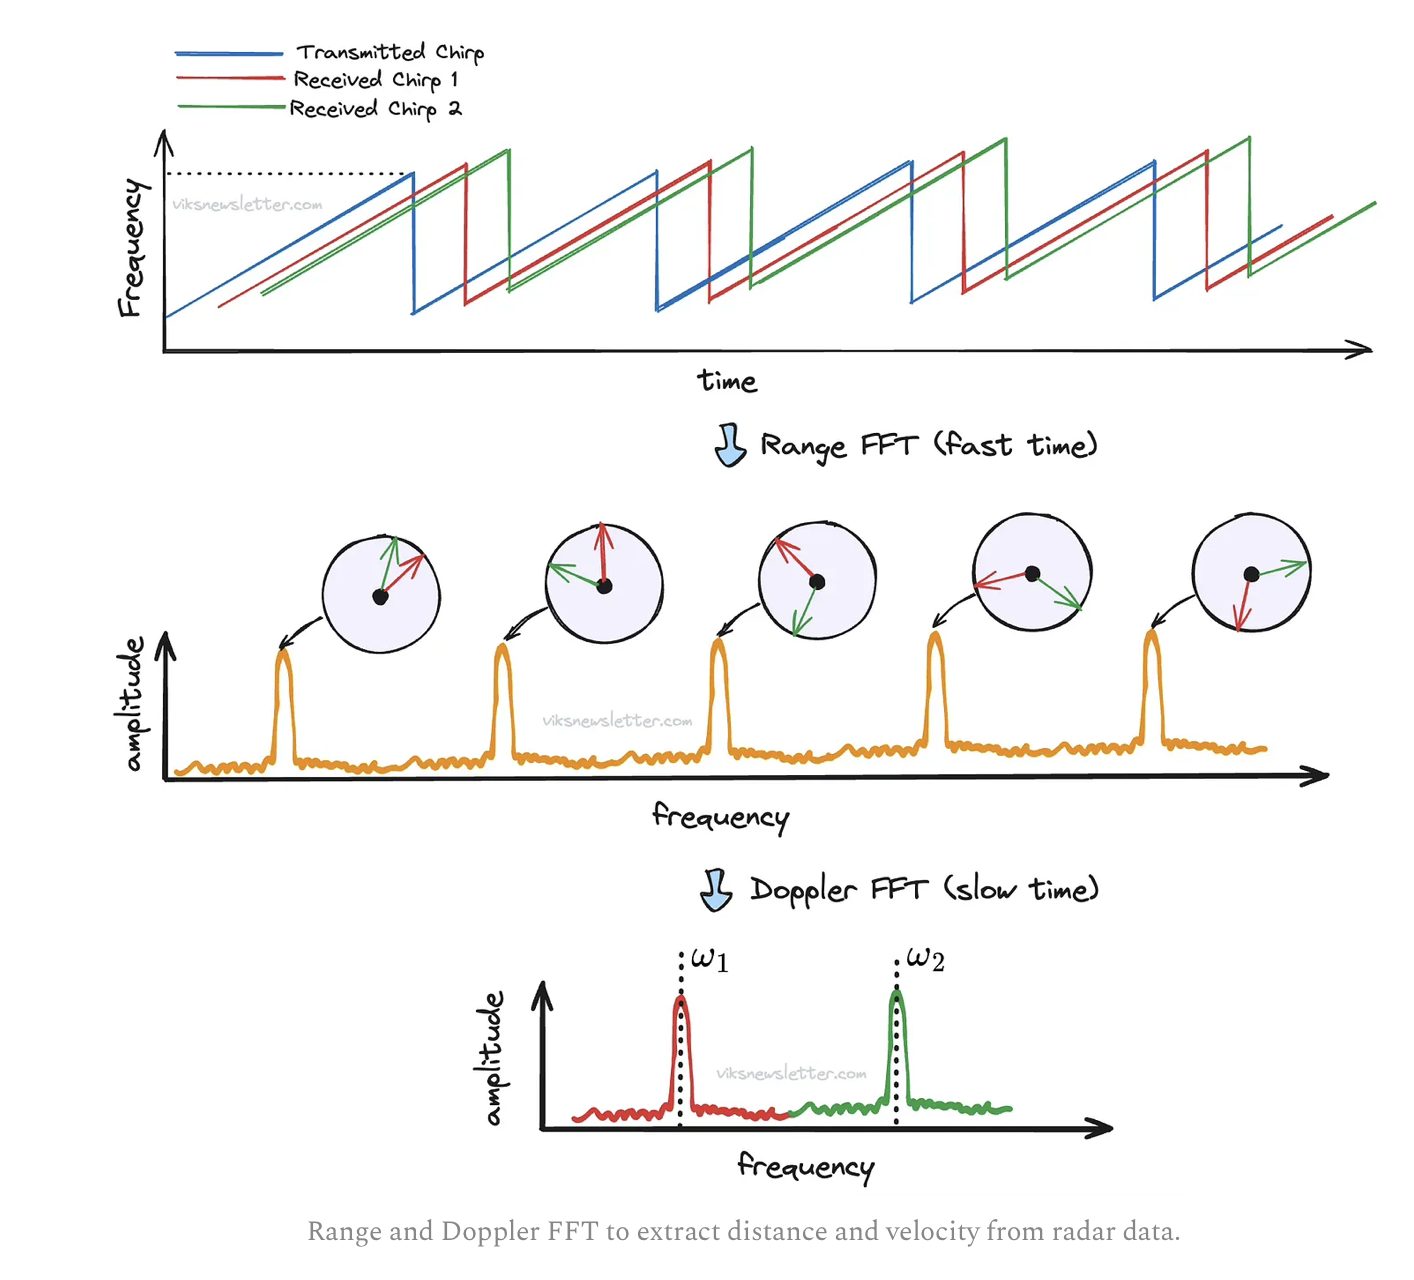 Transmitted Chirp
Received Chirp 1
Received Chirp 2
Frequency
viksnewsletter.com
time
Range FFT (fast time)
amplitude
viksnewsletter.com
frequency
Doppler FFT (slow time)
ω1
ω2
amplitude
viksnewsletter.com
frequency
Range and Doppler FFT to extract distance and velocity from radar data.